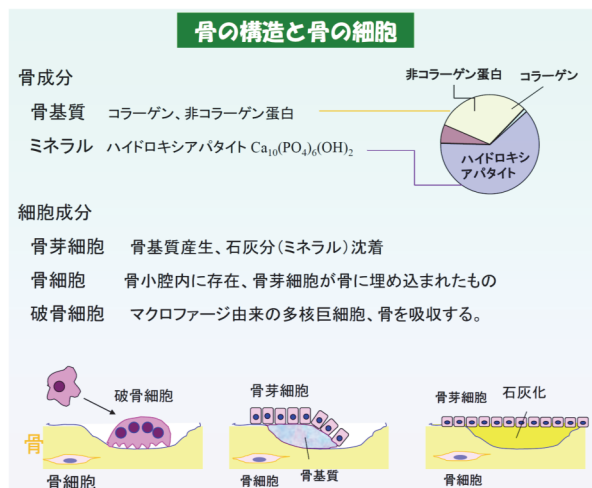 骨の構造と骨の細胞
骨成分
非コラーゲン蛋白
コラーゲン
骨基質 コラーゲン、非コラーゲン蛋白
ミネラル ハイドロキシアパタイト Ca10(PO4)6(OH)2
ハイドロキシ
アパタイト
細胞成分
骨芽細胞 骨基質産生、石灰分(ミネラル)沈着
骨細胞 骨小腔内に存在、骨芽細胞が骨に埋め込まれたもの
破骨細胞 マクロファージ由来の多核巨細胞、骨を吸収する。
破骨細胞
骨
骨細胞
骨芽細胞
骨細胞
骨基質
骨芽細胞
石灰化
骨細胞